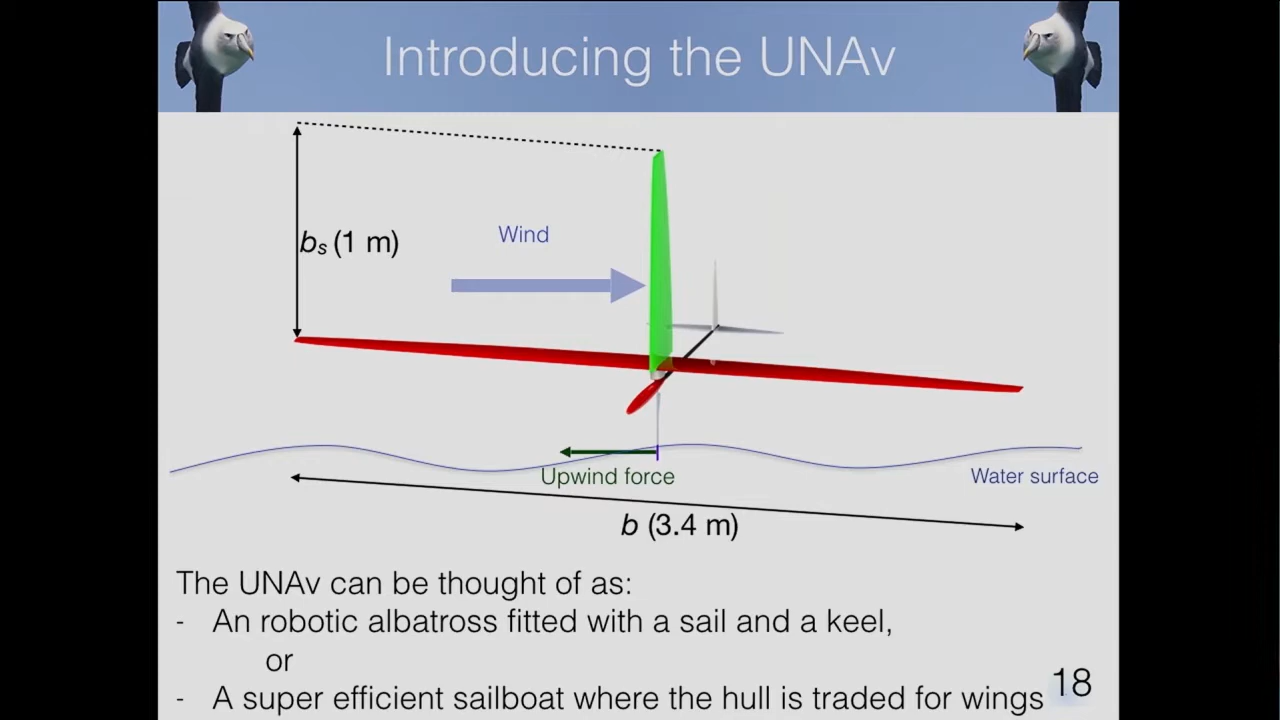 Introducing the UNAv
bs (1 m)
Wind
Upwind force
Water surface
b (3.4 m)
The UNAv can be thought of as:
- An robotic albatross fitted with a sail and a keel,
or
- A super efficient sailboat where the hull is traded for wings
18